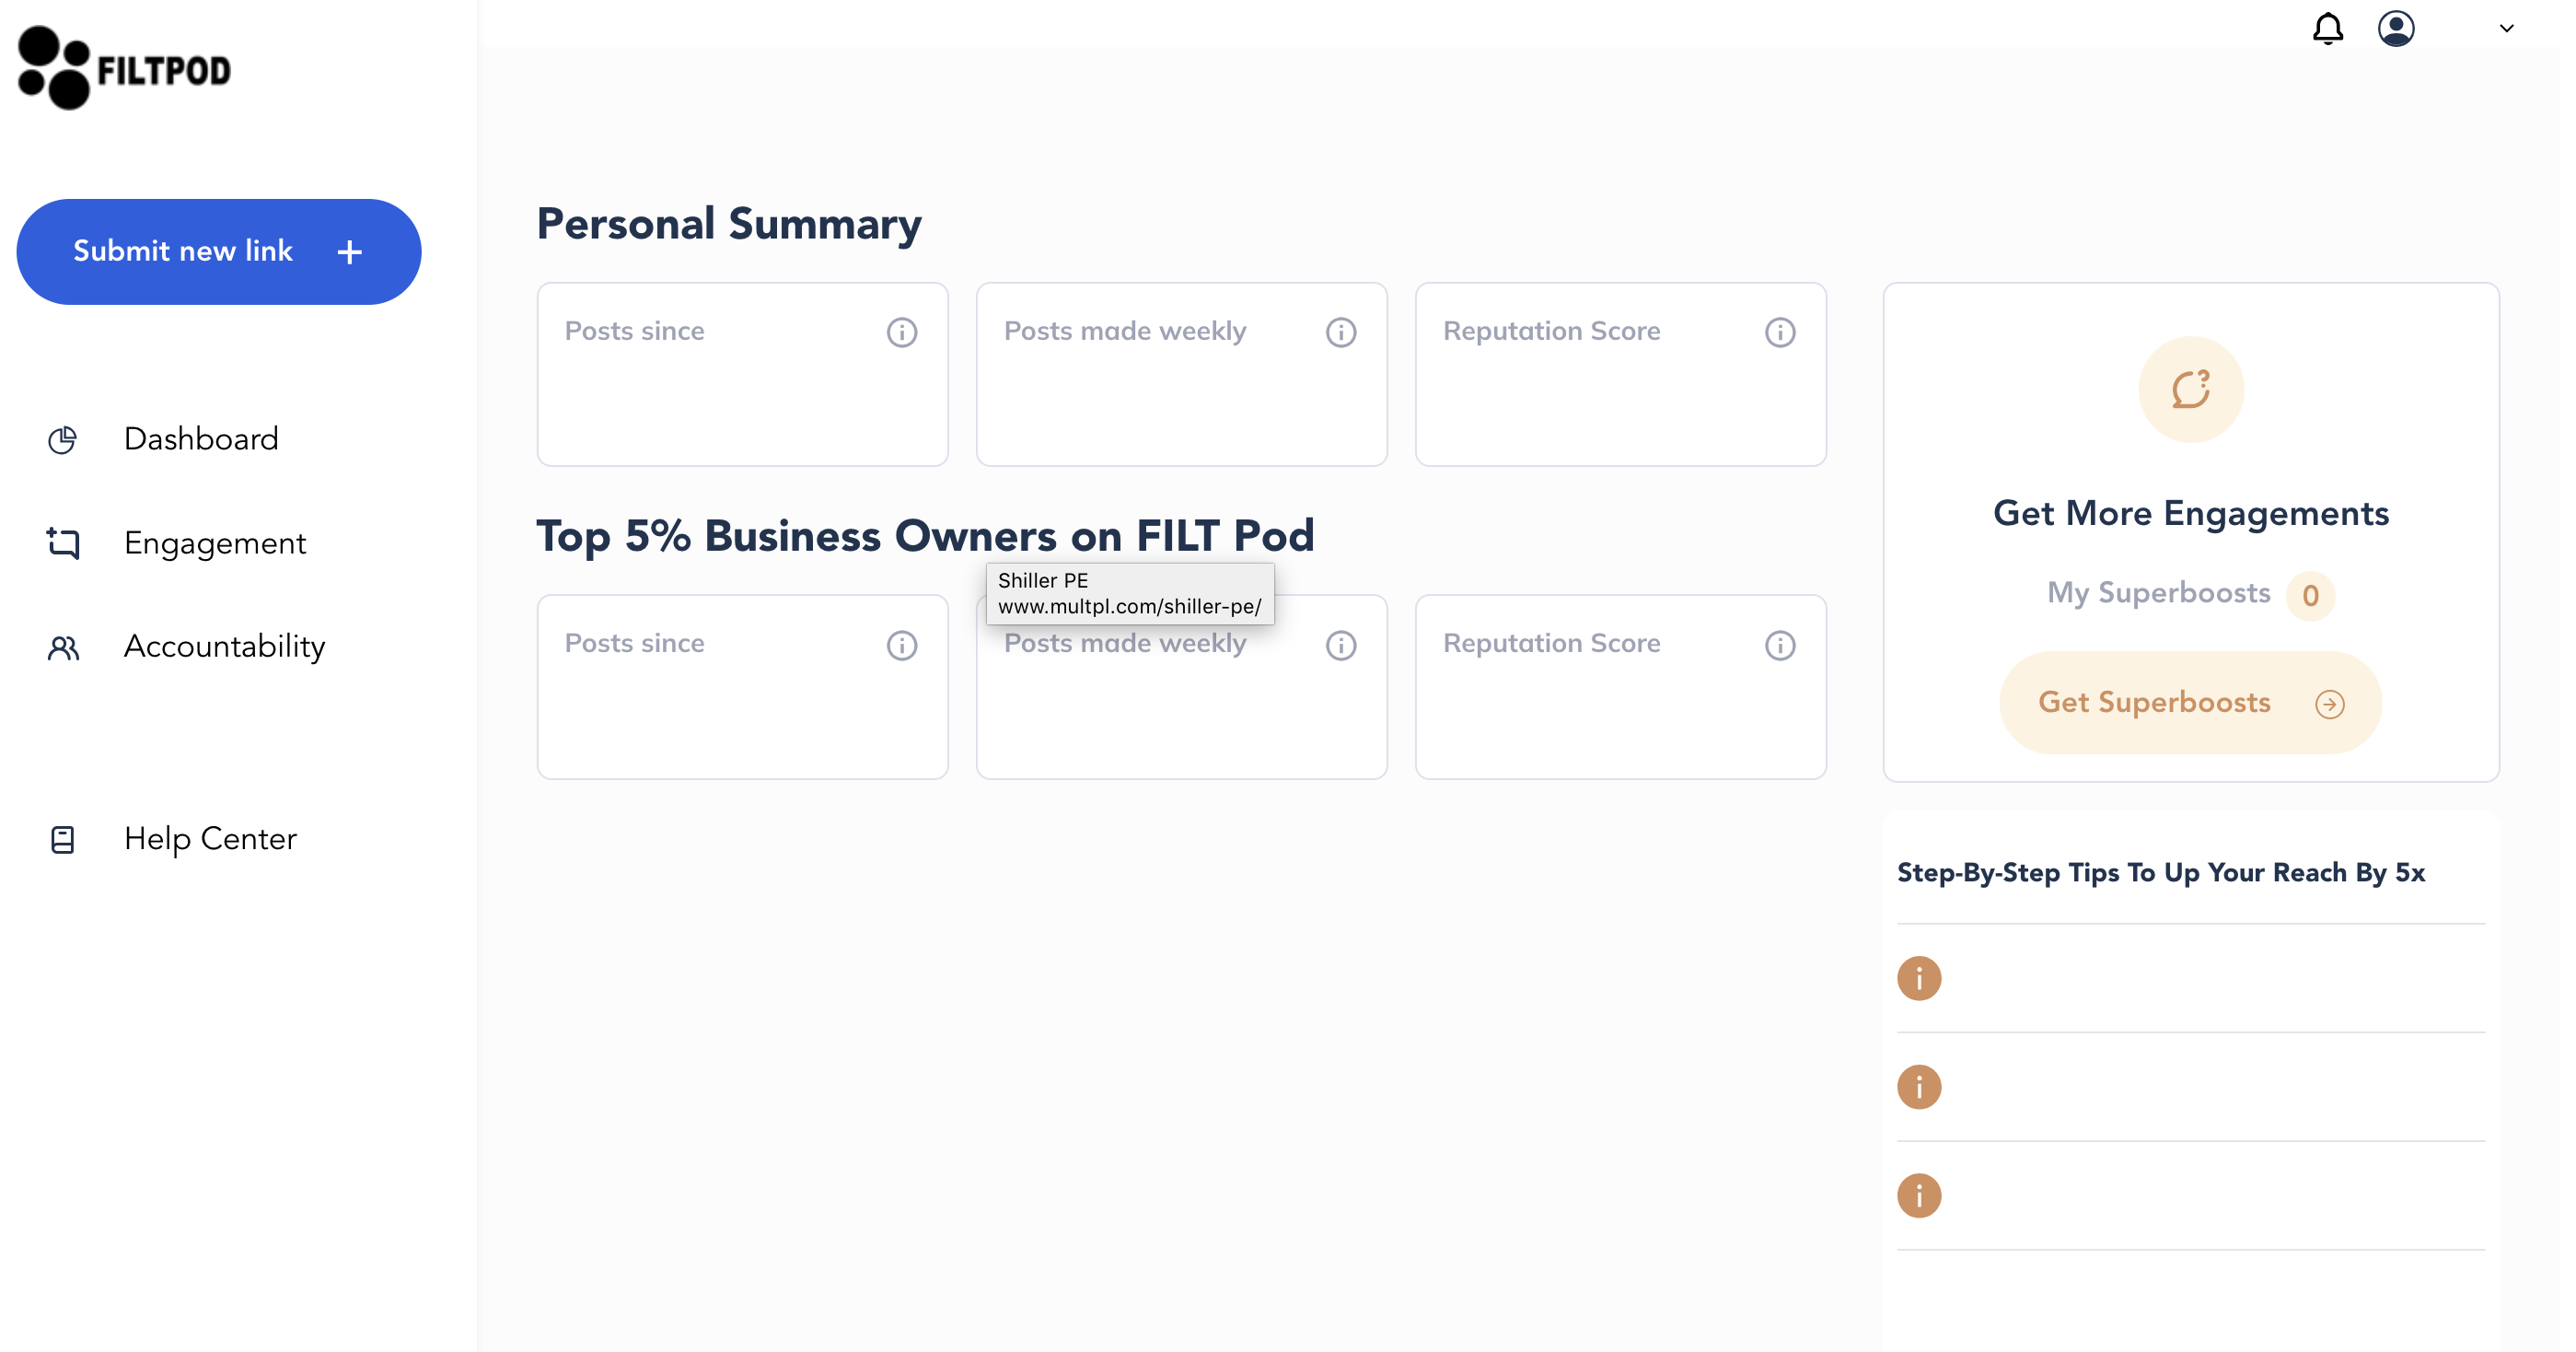 FILTPOD
Submit new link +
Dashboard
Engagement
Accountability
Help Center
Personal Summary
Posts since
Posts made weekly
Reputation Score
Top 5% Business Owners on FILT Pod
Shiller PE
www.multpl.com/shiller-pe/
Posts since
Posts made weekly
Reputation Score
Get More Engagements
My Superboosts 0
Get Superboosts
Step-By-Step Tips To Up Your Reach By 5x